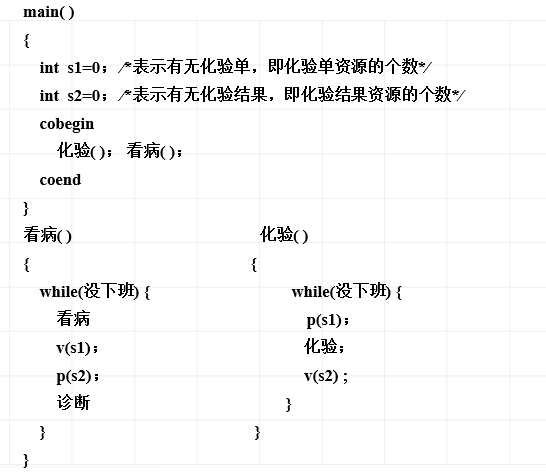 main( )
{
int s1=0；/*表示有无化验单，即化验单资源的个数*/
int s2=0；/*表示有无化验结果，即化验结果资源的个数*/
cobegin
化验( )； 看病( )；
coend
}
看病( ) 化验( )
{ {
while(没下班) { while(没下班) {
看病 p(s1)；
v(s1)； 化验；
p(s2)； v(s2) ;
诊断 }
} }
}